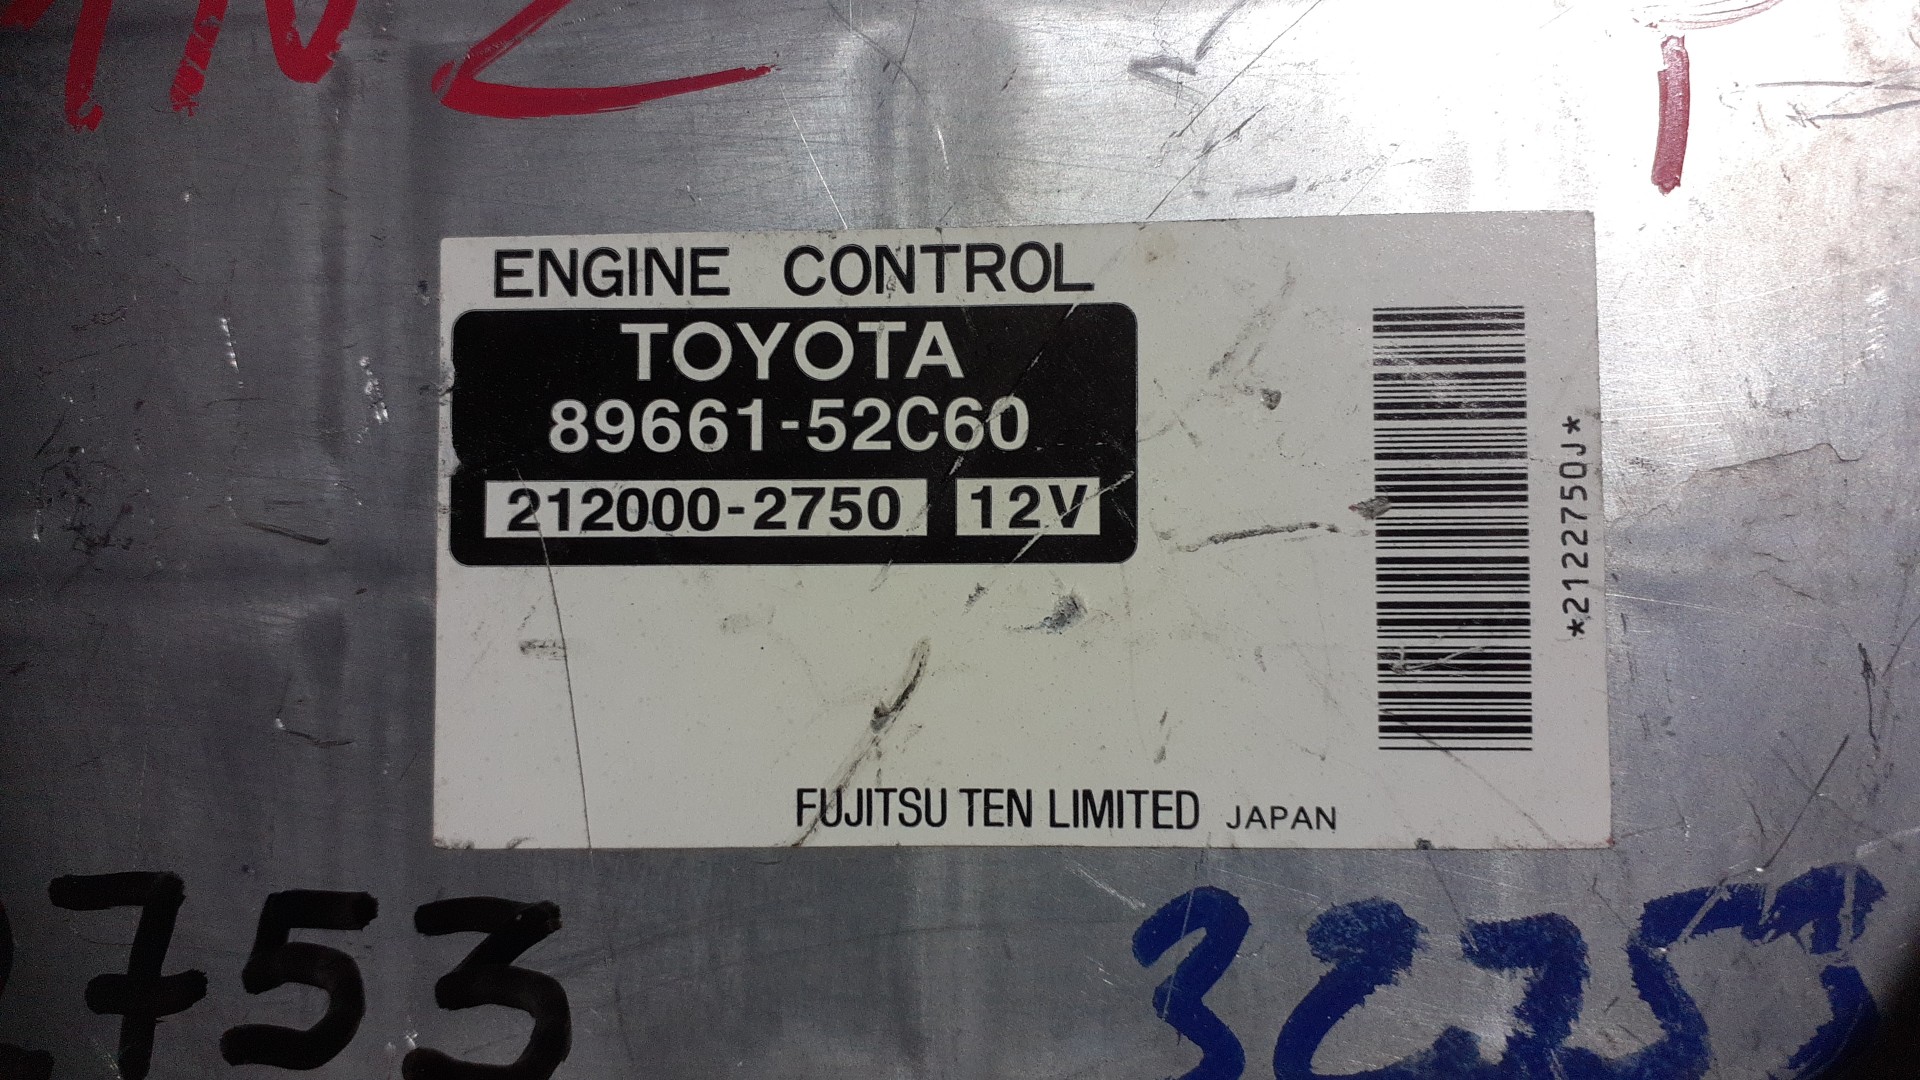 ENGINE CONTROL
TOYOTA
89661-52C60
212000-2750 12V
*2122750J*
FUJITSU TEN LIMITED JAPAN
753